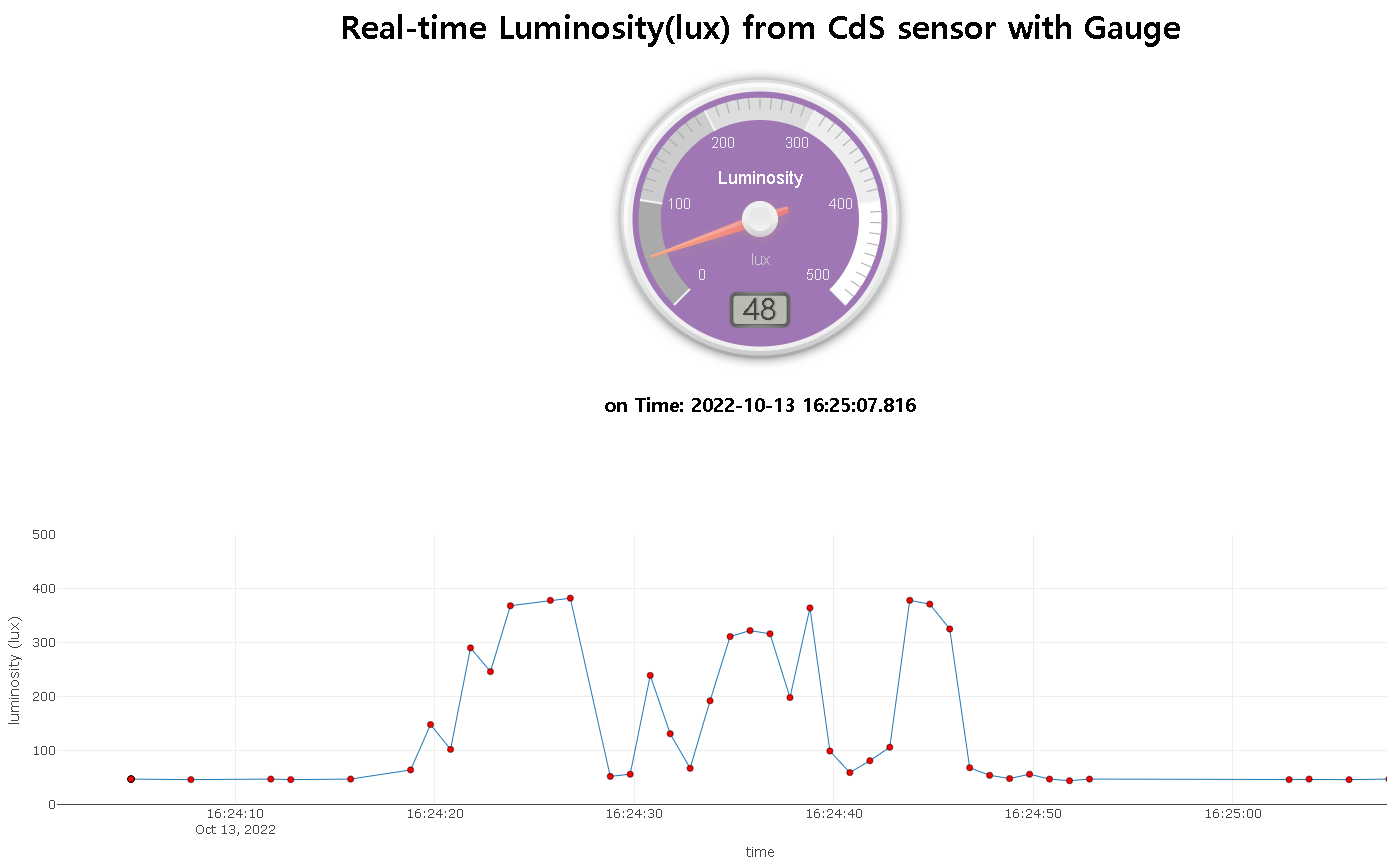 Real-time Luminosity(lux) from CdS sensor with Gauge
200 300
Luminosity
100 400
lux
0 500
48
on Time: 2022-10-13 16:25:07.816
500
400
300
200
100
0
luminosity (lux)
16:24:10 16:24:20 16:24:30 16:24:40 16:24:50 16:25:00
Oct 13, 2022
time